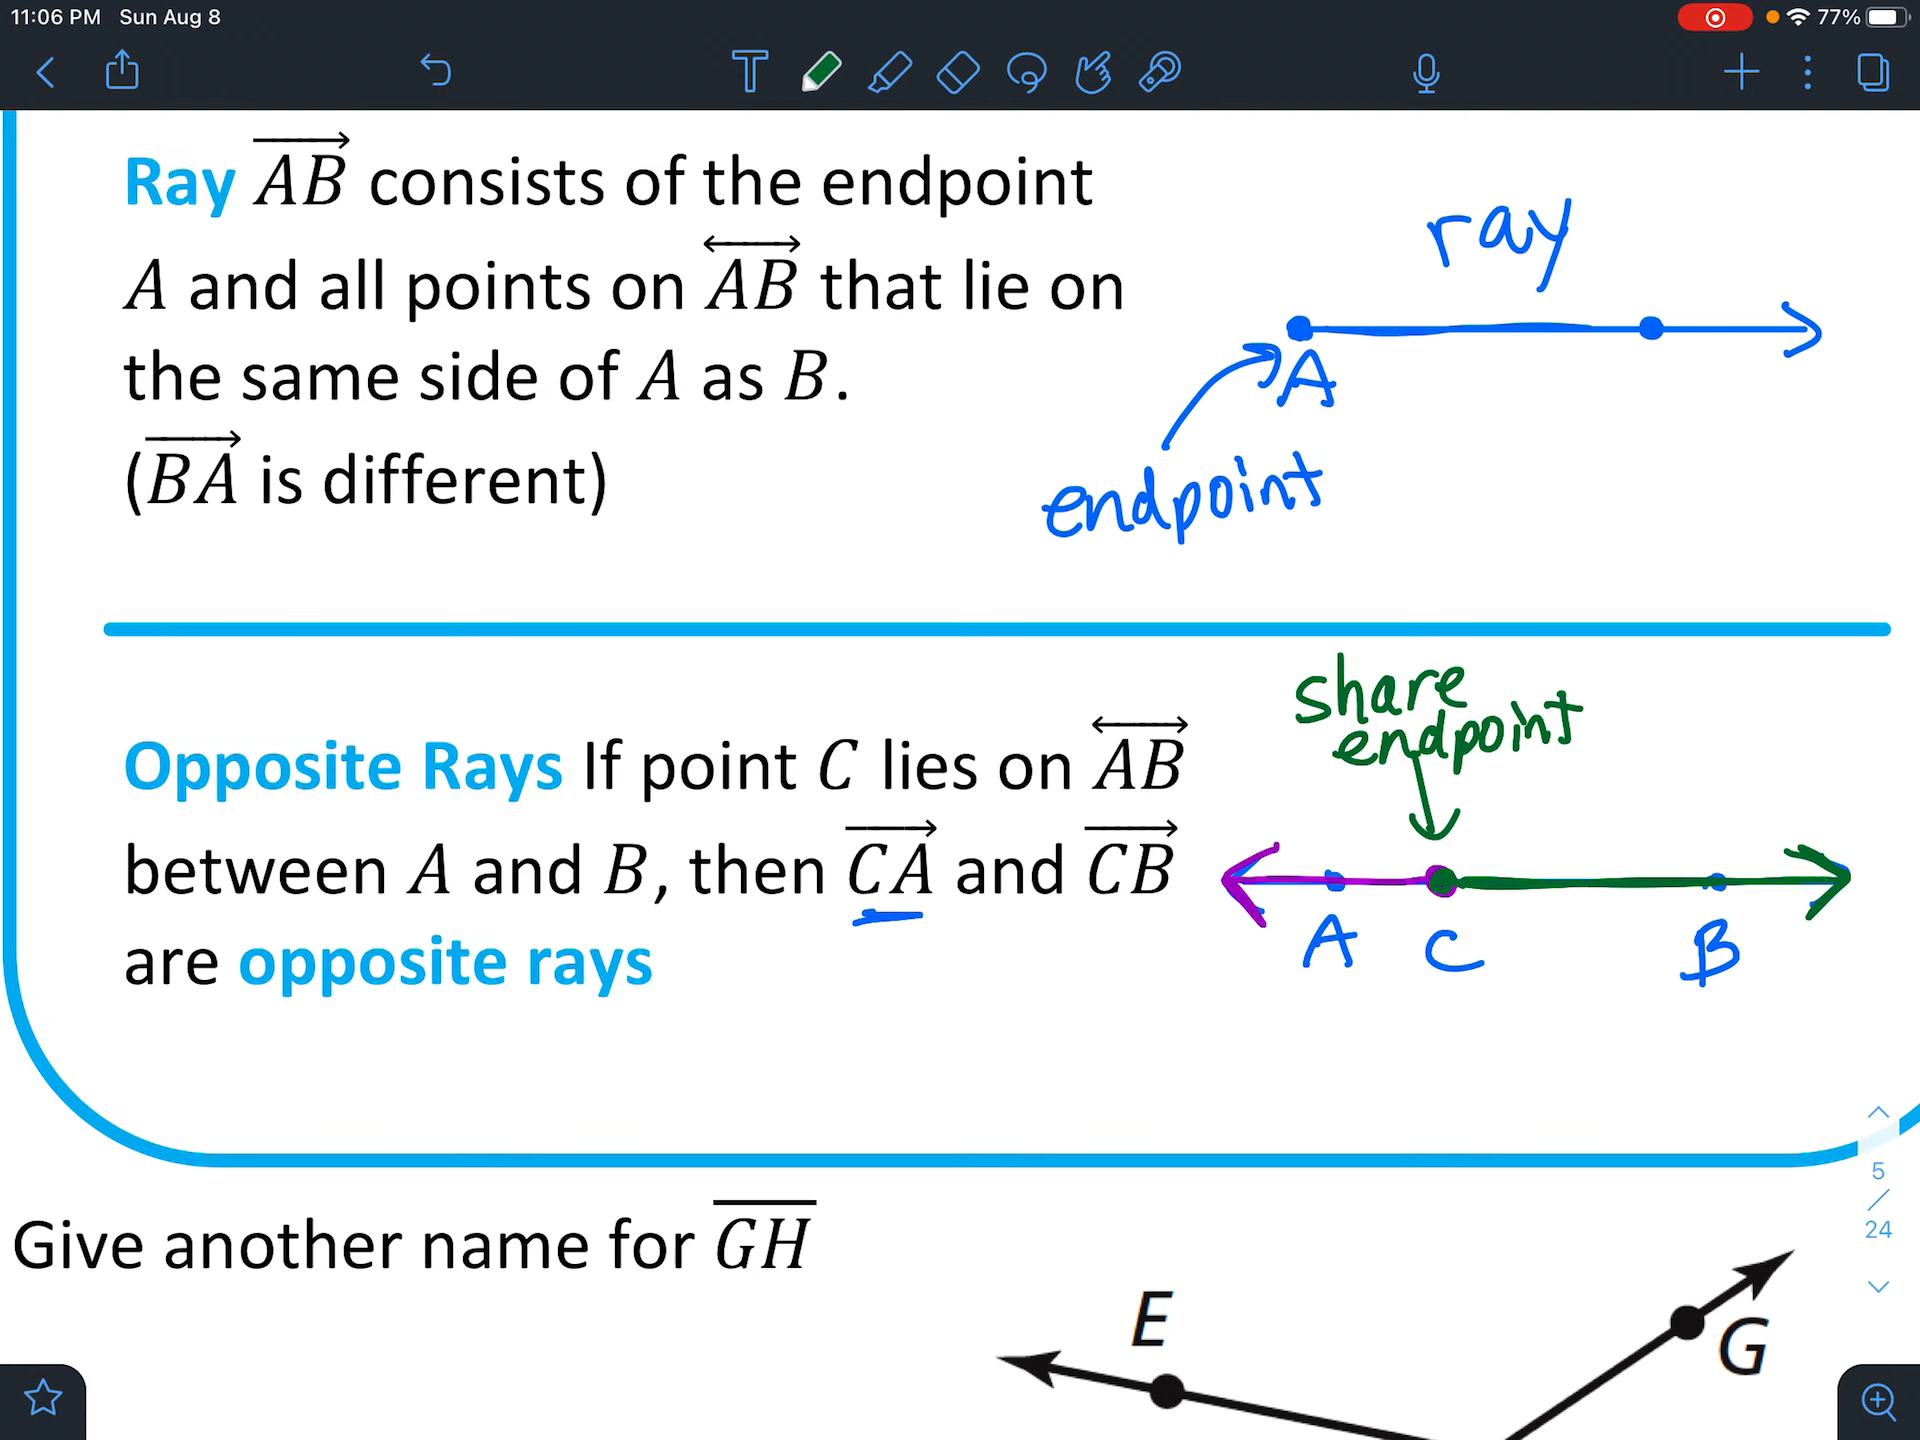 11:06 PM Sun Aug 8
77%
Ray AB consists of the endpoint
A and all points on AB that lie on
the same side of A as B.
(BA is different)
ray
A
endpoint
share
endpoint
Opposite Rays If point C lies on AB
between A and B, then CA and CB
are opposite rays
A C B
5
/
24
Give another name for GH
E
G